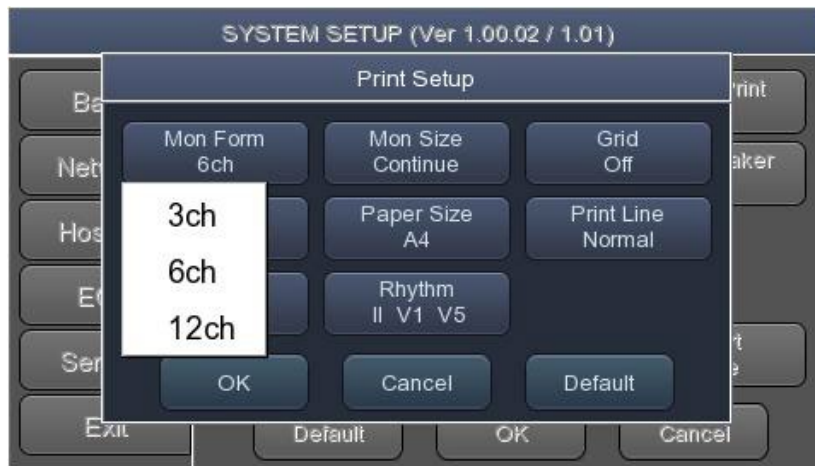 SYSTEM SETUP (Ver 1.00.02 / 1.01)
Print Setup
Mon Form
6ch
Mon Size
Continue
Grid
Off
3ch
6ch
12ch
Paper Size
A4
Print Line
Normal
Rhythm
II V1 V5
OK
Cancel
Default
Exit
Default
OK
Cancel